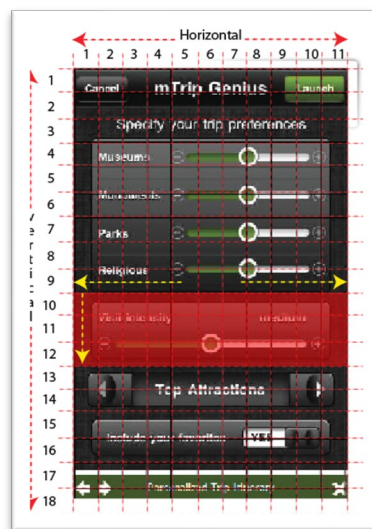 Horizontal
1 2 3 4 5 6 7 8 9 10 11
Vertical
1
2
3
4
5
6
7
8
9
10
11
12
13
14
15
16
17
18
Cancel mTrip Genius Launch
Specify your trip preferences
Museums
Monuments
Parks
Religious
Visit intensity medium
Top Attractions
Include your favorites YES
Personalized Trip Itinerary